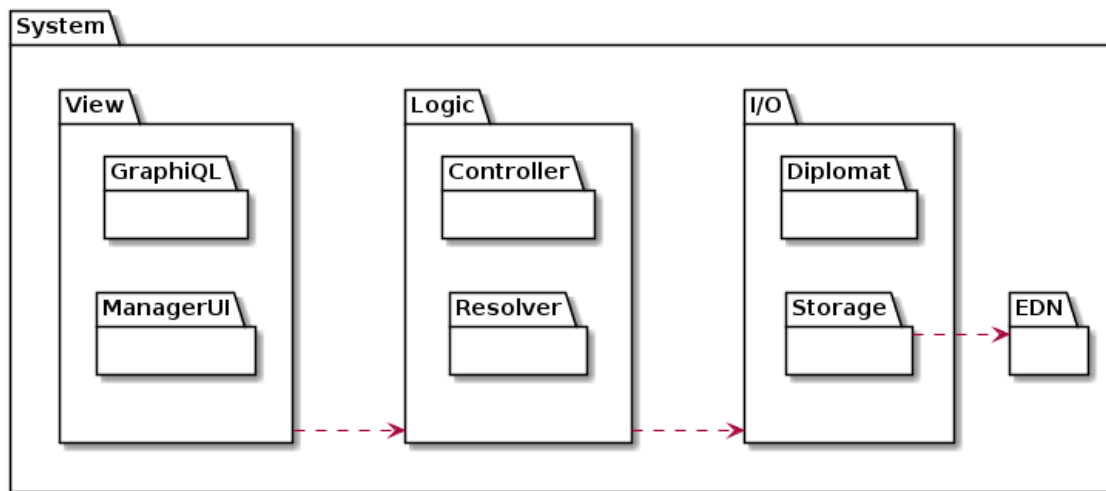 System
View
Logic
I/O
GraphiQL
Controller
Diplomat
ManagerUI
Resolver
Storage
EDN